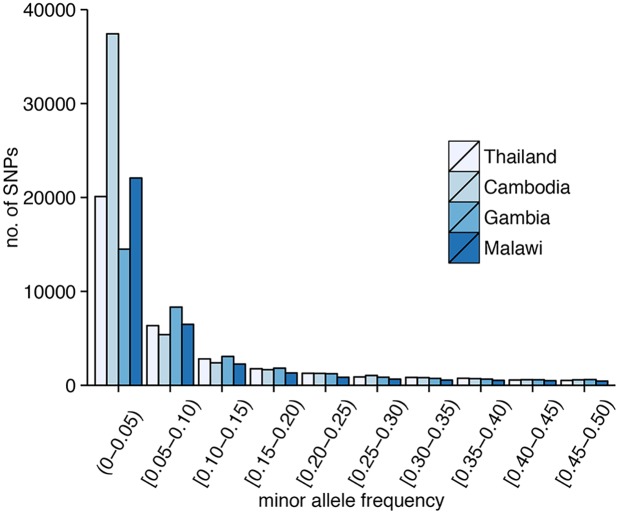 40000
30000
20000
10000
0
no. of SNPs
Thailand
Cambodia
Gambia
Malawi
(0–0.05)
[0.05–0.10)
[0.10–0.15)
[0.15–0.20)
[0.20–0.25)
[0.25–0.30)
[0.30–0.35)
[0.35–0.40)
[0.40–0.45)
[0.45–0.50)
minor allele frequency